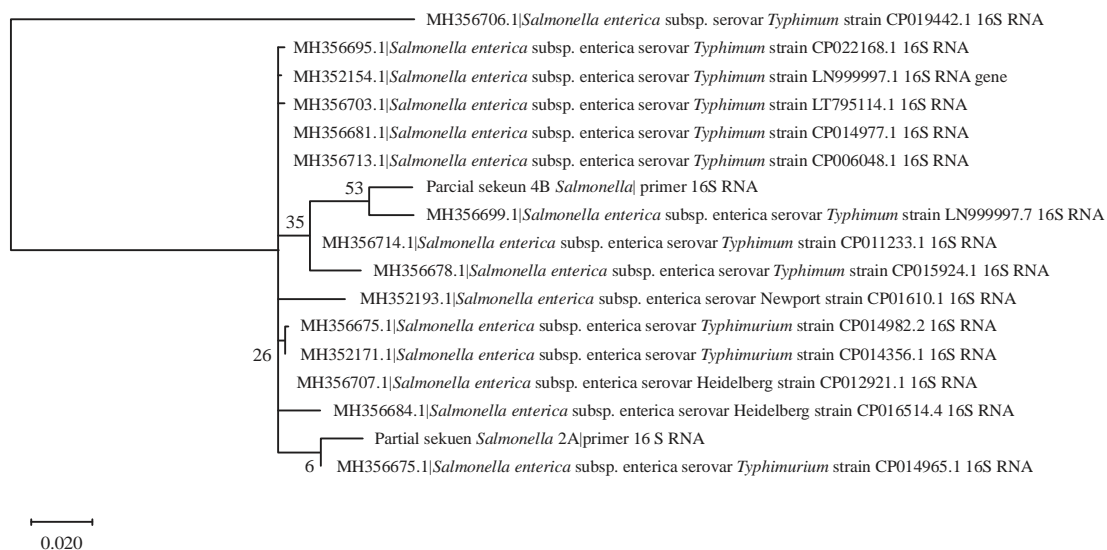 MH356706.1|Salmonella enterica subsp. serovar Typhimum strain CP019442.1 16S RNA
MH356695.1|Salmonella enterica subsp. enterica serovar Typhimum strain CP022168.1 16S RNA
MH352154.1|Salmonella enterica subsp. enterica serovar Typhimum strain LN999997.1 16S RNA gene
MH356703.1|Salmonella enterica subsp. enterica serovar Typhimum strain LT795114.1 16S RNA
MH356681.1|Salmonella enterica subsp. enterica serovar Typhimum strain CP014977.1 16S RNA
MH356713.1|Salmonella enterica subsp. enterica serovar Typhimum strain CP006048.1 16S RNA
53 Parcial sekeun 4B Salmonella| primer 16S RNA
MH356699.1|Salmonella enterica subsp. enterica serovar Typhimum strain LN999997.7 16S RNA
35
MH356714.1|Salmonella enterica subsp. enterica serovar Typhimum strain CP011233.1 16S RNA
MH356678.1|Salmonella enterica subsp. enterica serovar Typhimum strain CP015924.1 16S RNA
MH352193.1|Salmonella enterica subsp. enterica serovar Newport strain CP01610.1 16S RNA
MH356675.1|Salmonella enterica subsp. enterica serovar Typhimurium strain CP014982.2 16S RNA
26 MH352171.1|Salmonella enterica subsp. enterica serovar Typhimurium strain CP014356.1 16S RNA
MH356707.1|Salmonella enterica subsp. enterica serovar Heidelberg strain CP012921.1 16S RNA
MH356684.1|Salmonella enterica subsp. enterica serovar Heidelberg strain CP016514.4 16S RNA
Partial sekuen Salmonella 2A|primer 16 S RNA
6 MH356675.1|Salmonella enterica subsp. enterica serovar Typhimurium strain CP014965.1 16S RNA
0.020